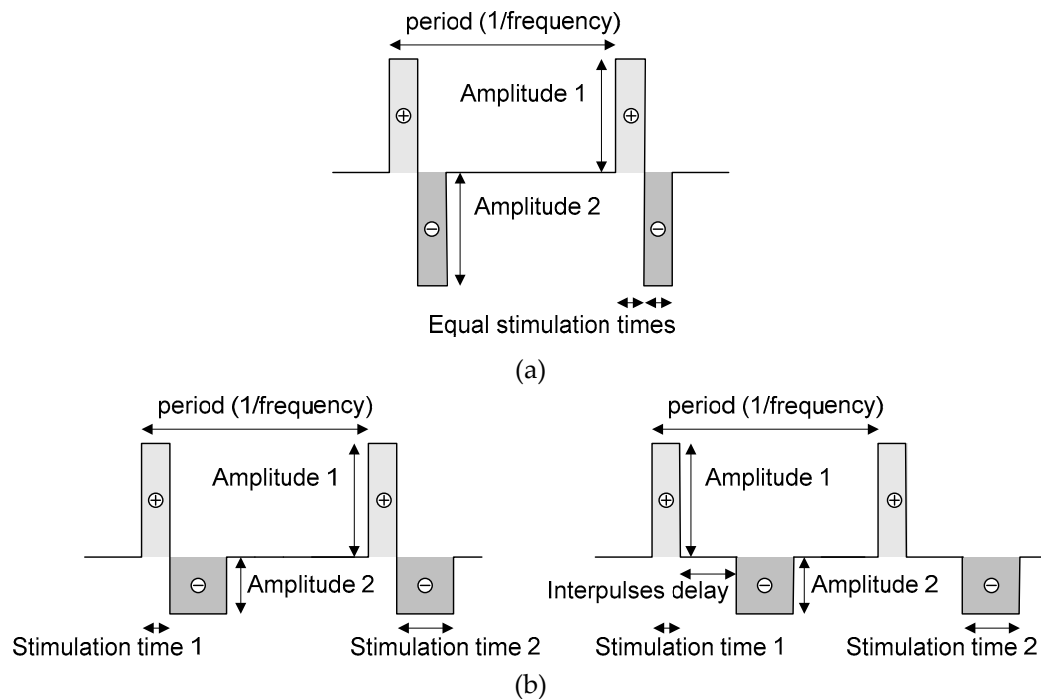 period (1/frequency)
Amplitude 1
+
+
Amplitude 2
−
−
Equal stimulation times
(a)
period (1/frequency)
Amplitude 1
+
+
Amplitude 2
−
−
Stimulation time 1
Stimulation time 2
period (1/frequency)
Amplitude 1
+
+
Interpulses delay
Amplitude 2
−
−
Stimulation time 1
Stimulation time 2
(b)